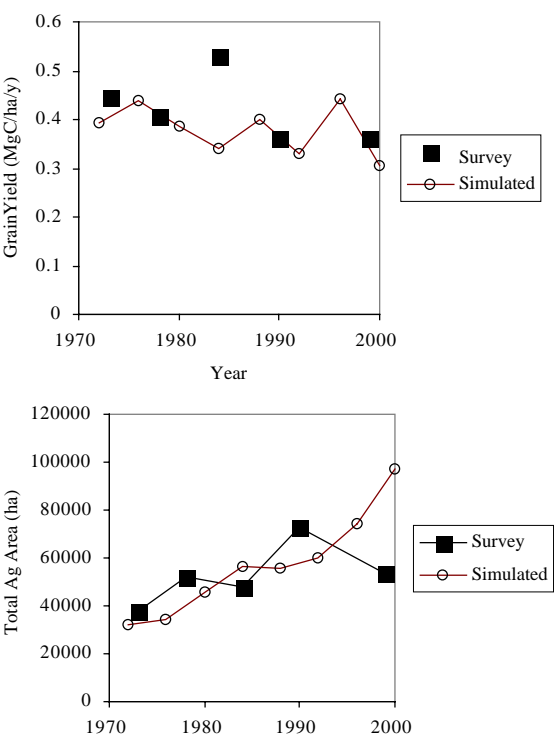 0.6
0.5
0.4
0.3
0.2
0.1
0
GrainYield (MgC/ha/y)
1970 1980 1990 2000
Year
Survey
Simulated
120000
100000
80000
60000
40000
20000
0
Total Ag Area (ha)
1970 1980 1990 2000
Survey
Simulated